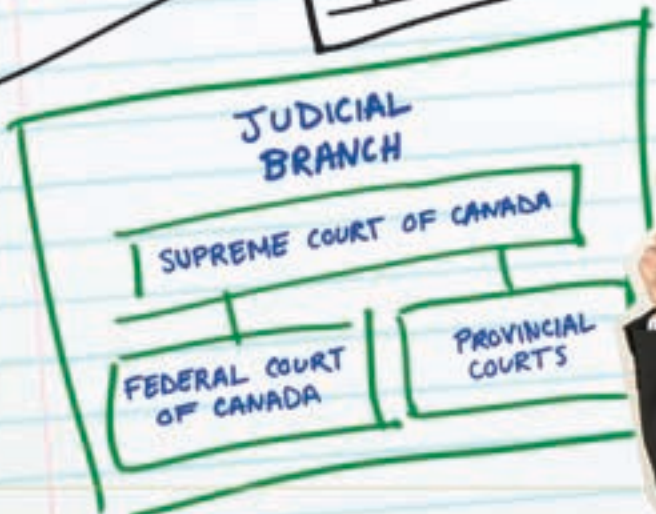 JUDICIAL
BRANCH
SUPREME COURT OF CANADA
FEDERAL COURT
OF CANADA
PROVINCIAL
COURTS